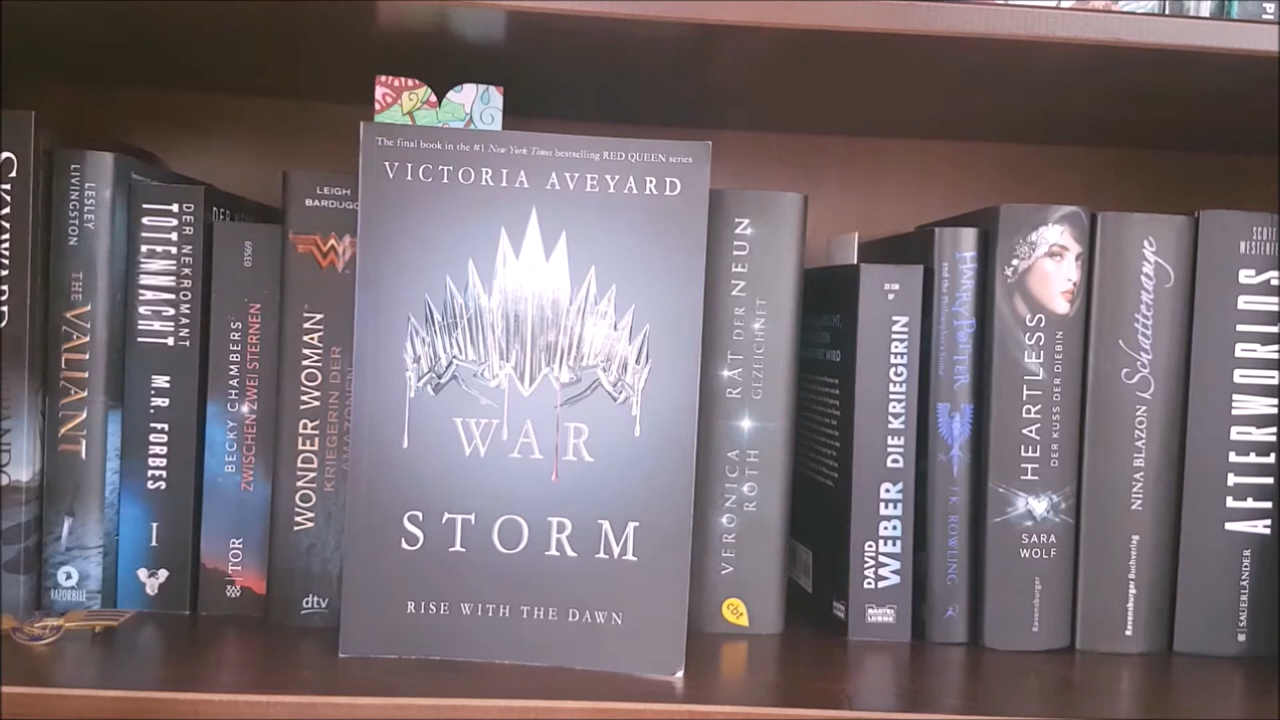 SKYWARD
LESLEY
LIVINGSTON
THE VALIANT
RAZORBILL
DER NEKROMANT
TOTENNACHT
M.R. FORBES
I
03569
BECKY CHAMBERS
ZWISCHEN ZWEI STERNEN
TOR
LEIGH
BARDUGO
WONDER WOMAN
KRIEGERIN DER
AMAZONEN
dtv
The final book in the #1 New York Times bestselling RED QUEEN series
VICTORIA AVEYARD
WAR
STORM
RISE WITH THE DAWN
VERONICA
ROTH
RAT DER NEUN
GEZEICHNET
cbt
DAVID
WEBER
DIE KRIEGERIN
BASTEI
LÜBBE
HARRY POTTER
and the Philosopher's Stone
J.K. ROWLING
HEARTLESS
DER KUSS DER DIEBIN
SARA
WOLF
Ravensburger
NINA BLAZON
Schattenauge
Ravensburger Buchverlag
SCOTT
AFTERWORLDS
SAUERLÄNDER